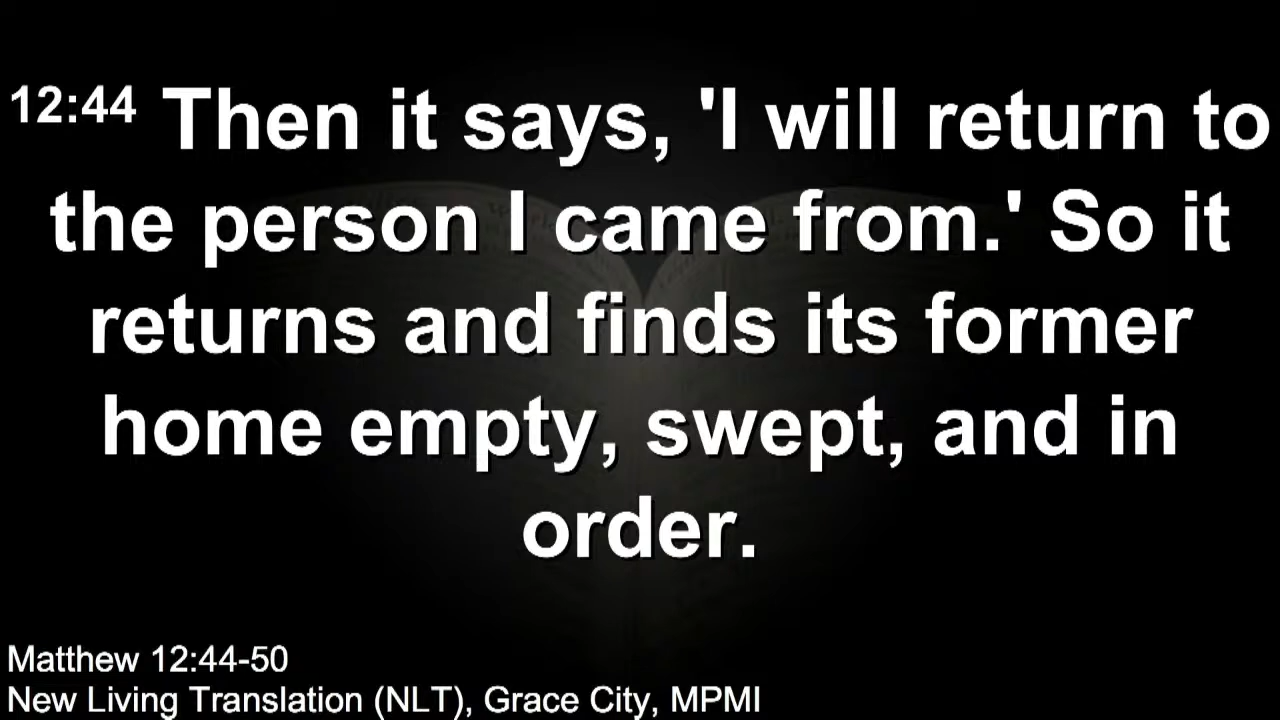 12:44 Then it says, 'I will return to
the person I came from.' So it
returns and finds its former
home empty, swept, and in
order.
Matthew 12:44-50
New Living Translation (NLT), Grace City, MPMI